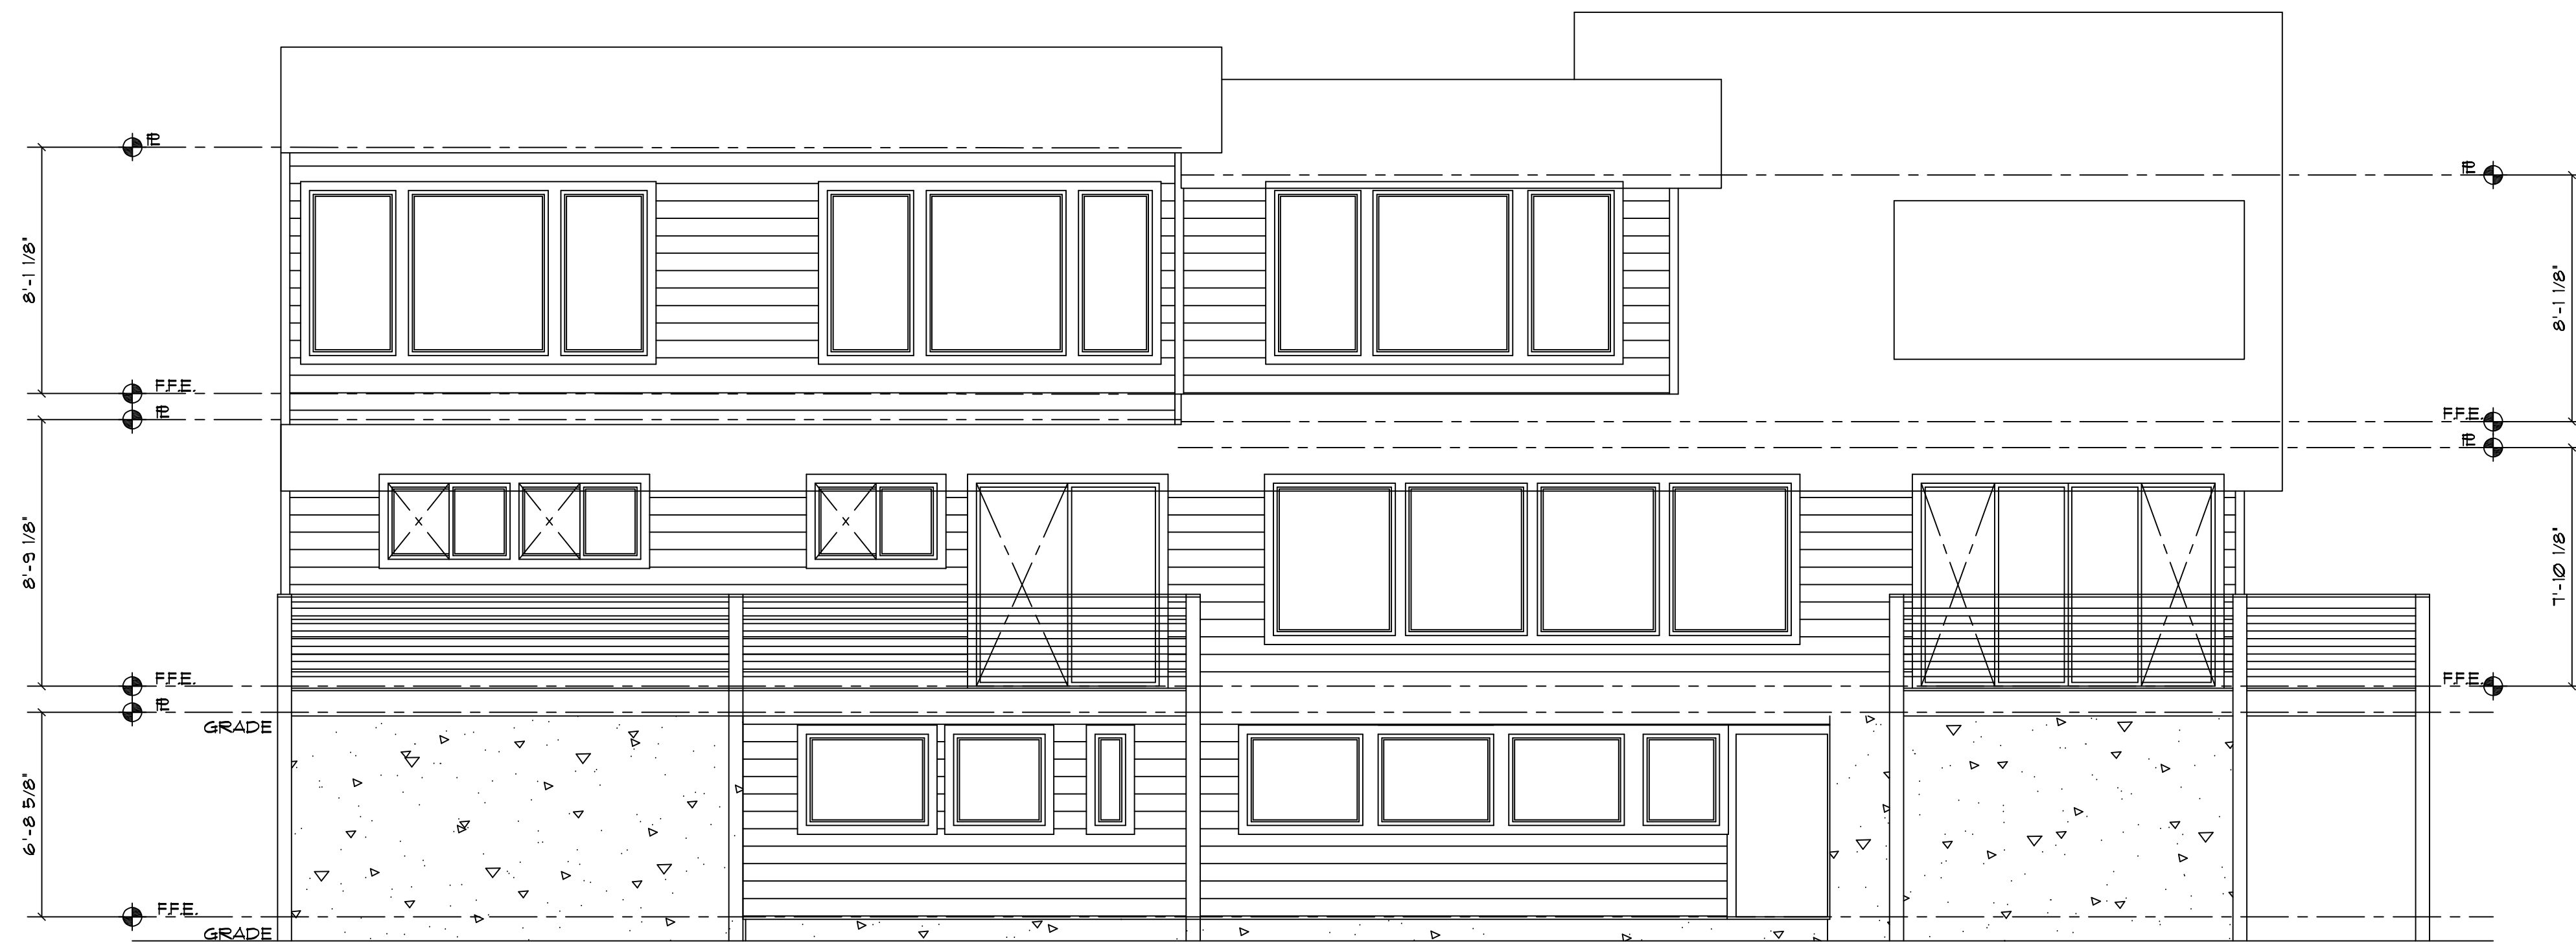 PL
8'-1 1/8"
F.F.E.
PL
8'-9 1/8"
F.F.E.
PL
GRADE
6'-8 5/8"
F.F.E.
GRADE
PL
8'-1 1/8"
F.F.E.
PL
7'-10 1/8"
F.F.E.